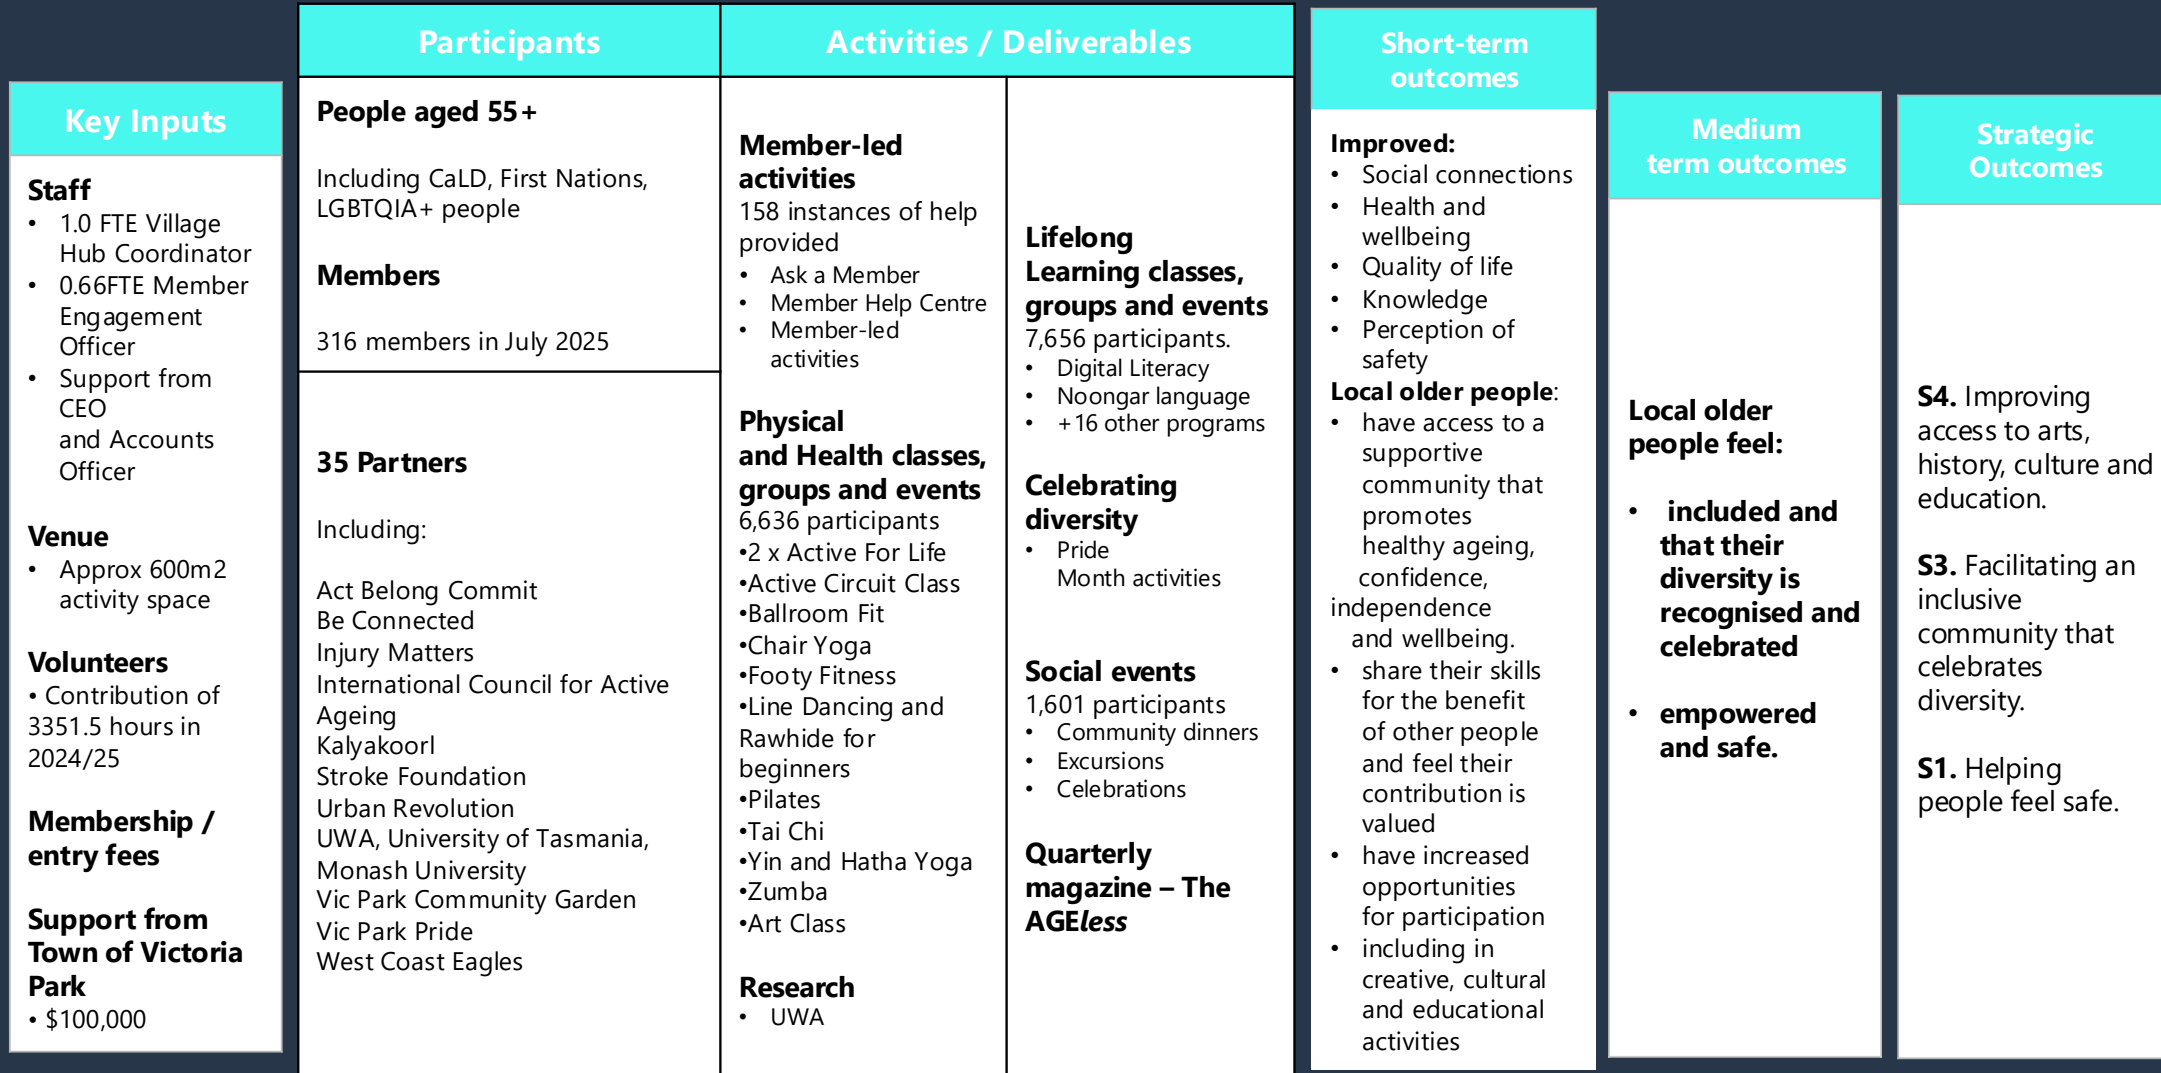 Key Inputs
Staff
• 1.0 FTE Village
Hub Coordinator
• 0.66FTE Member
Engagement
Officer
• Support from
CEO
and Accounts
Officer
Venue
• Approx 600m2
activity space
Volunteers
• Contribution of
3351.5 hours in
2024/25
Membership /
entry fees
Support from
Town of Victoria
Park
• $100,000
Participants
People aged 55+
Including CaLD, First Nations,
LGBTQIA+ people
Members
316 members in July 2025
35 Partners
Including:
Act Belong Commit
Be Connected
Injury Matters
International Council for Active
Ageing
Kalyakoorl
Stroke Foundation
Urban Revolution
UWA, University of Tasmania,
Monash University
Vic Park Community Garden
Vic Park Pride
West Coast Eagles
Activities / Deliverables
Member-led
activities
158 instances of help
provided
• Ask a Member
• Member Help Centre
• Member-led
activities
Physical
and Health classes,
groups and events
6,636 participants
•2 x Active For Life
•Active Circuit Class
•Ballroom Fit
•Chair Yoga
•Footy Fitness
•Line Dancing and
Rawhide for
beginners
•Pilates
•Tai Chi
•Yin and Hatha Yoga
•Zumba
•Art Class
Research
• UWA
Lifelong
Learning classes,
groups and events
7,656 participants.
• Digital Literacy
• Noongar language
• +16 other programs
Celebrating
diversity
• Pride
Month activities
Social events
1,601 participants
• Community dinners
• Excursions
• Celebrations
Quarterly
magazine – The
AGEless
Short-term
outcomes
Improved:
• Social connections
• Health and
wellbeing
• Quality of life
• Knowledge
• Perception of
safety
Local older people:
• have access to a
supportive
community that
promotes
healthy ageing,
confidence,
independence
and wellbeing.
• share their skills
for the benefit
of other people
and feel their
contribution is
valued
• have increased
opportunities
for participation
• including in
creative, cultural
and educational
activities
Medium
term outcomes
Local older
people feel:
• included and
that their
diversity is
recognised and
celebrated
• empowered
and safe.
Strategic
Outcomes
S4. Improving
access to arts,
history, culture and
education.
S3. Facilitating an
inclusive
community that
celebrates
diversity.
S1. Helping
people feel safe.